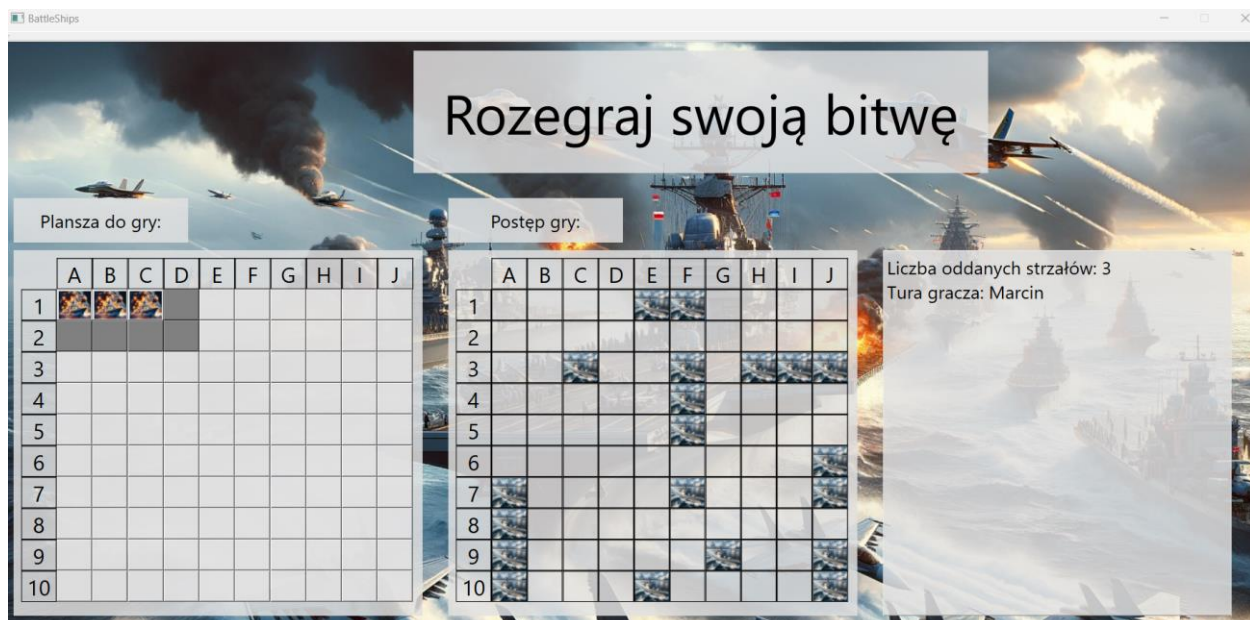 BattleShips
Rozegraj swoją bitwę
Plansza do gry:
Postęp gry:
A B C D E F G H I J
1
2
3
4
5
6
7
8
9
10
A B C D E F G H I J
1
2
3
4
5
6
7
8
9
10
Liczba oddanych strzałów: 3
Tura gracza: Marcin